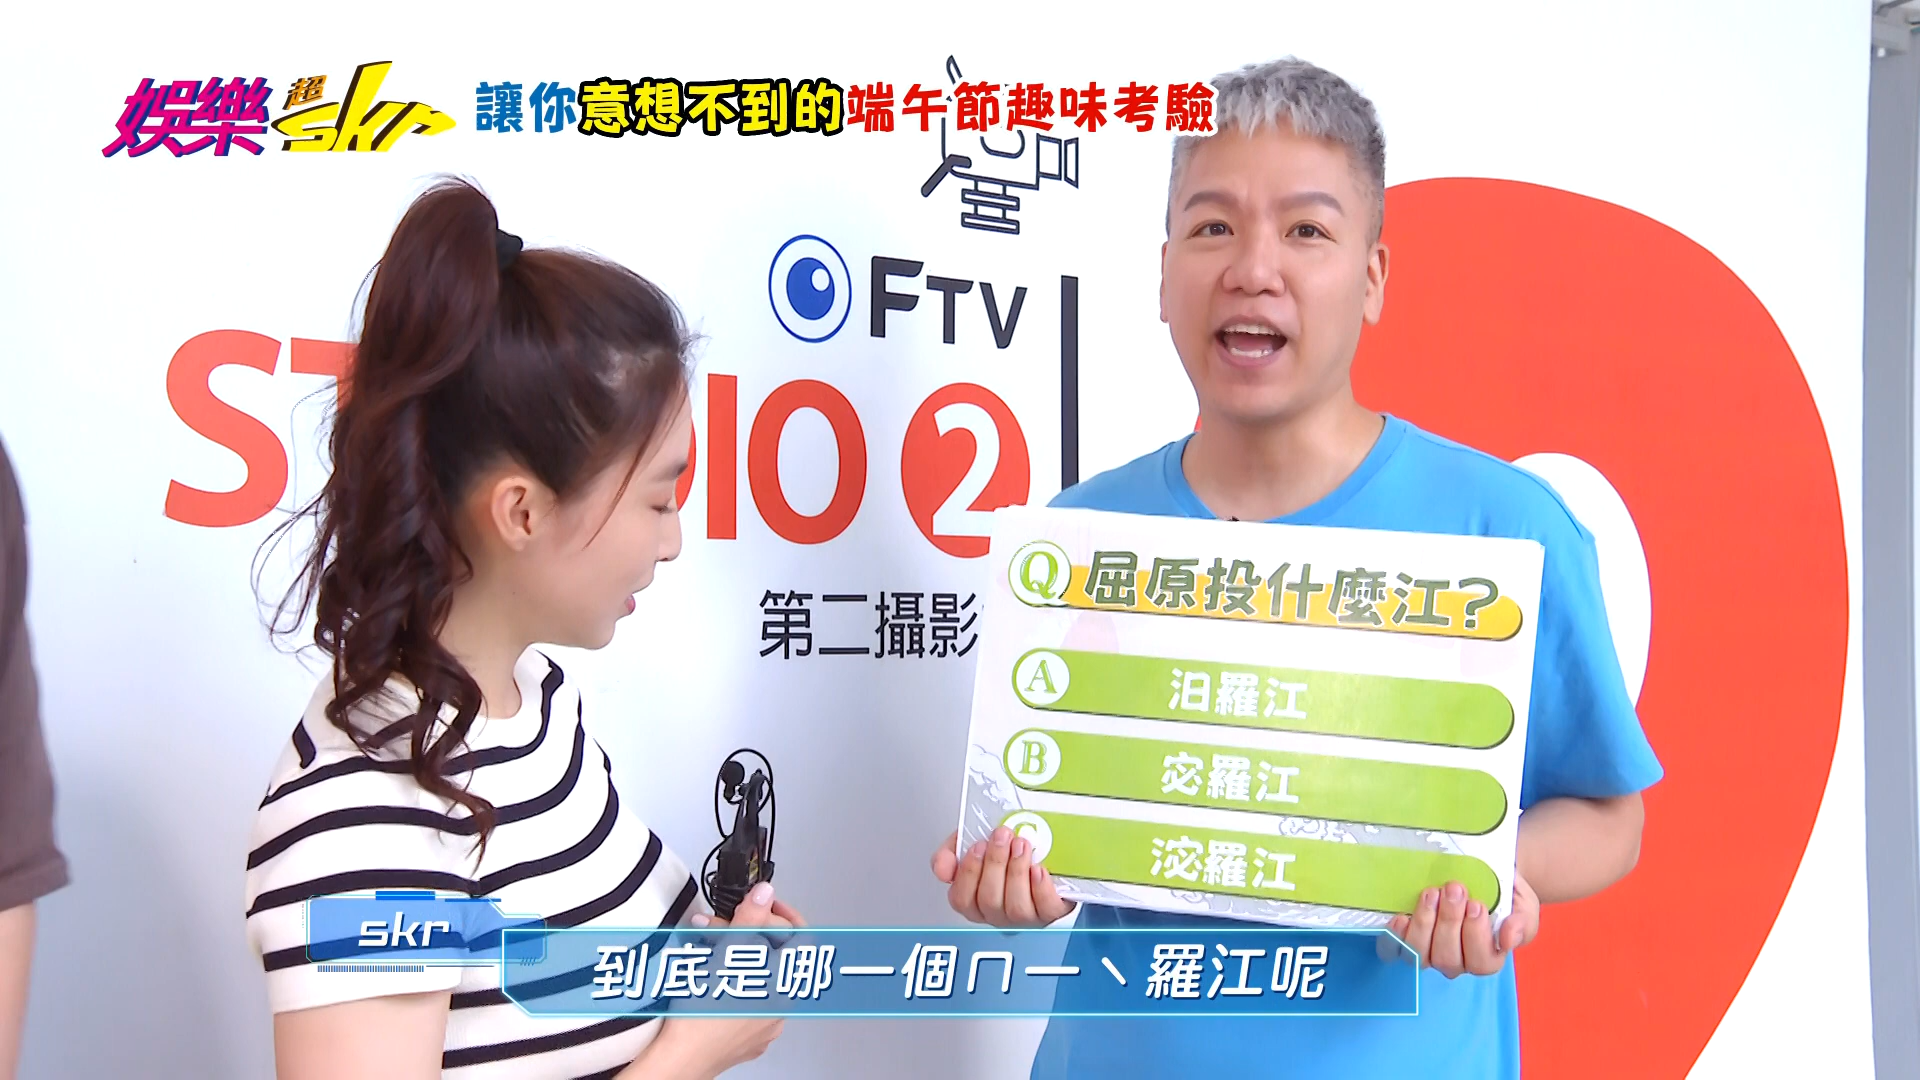 娛樂超skr 讓你意想不到的端午節趣味考驗
FTV
STUDIO 2
第二攝影
Q 屈原投什麼江?
A 汨羅江
B 宓羅江
C 滵羅江
skr
到底是哪一個ㄇㄧˋ羅江呢